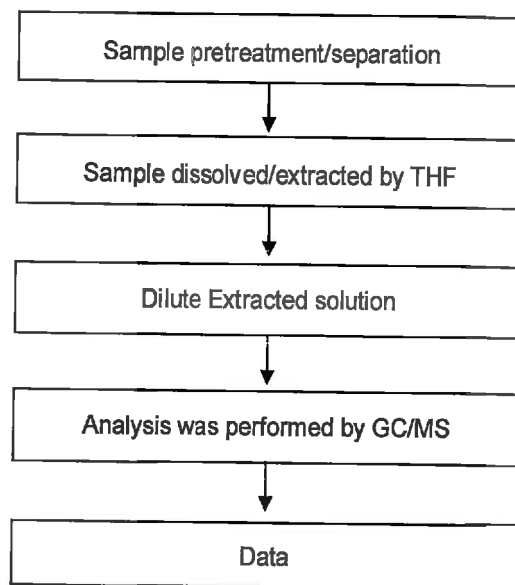 Sample pretreatment/separation
Sample dissolved/extracted by THF
Dilute Extracted solution
Analysis was performed by GC/MS
Data